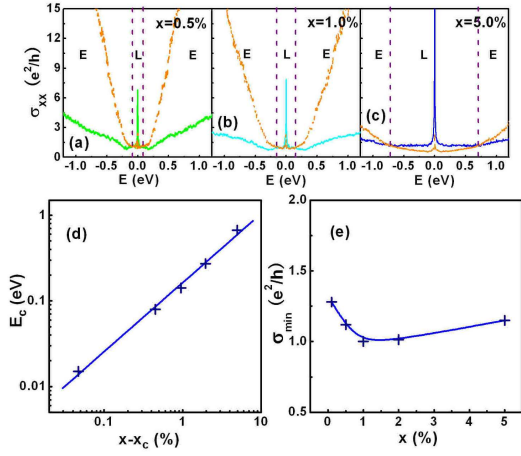 x=0.5% x=1.0% x=5.0%
E L E E L E E L E
σxx (e²/h)
15 12 9 6 3 0
(a) (b) (c)
-1.0 -0.5 0.0 0.5 1.0 -1.0 -0.5 0.0 0.5 1.0 -1.0 -0.5 0.0 0.5 1.0
E (eV) E (eV) E (eV)
(d)
Ec (eV)
1
0.1
0.01
0.1 1 10
x-xc (%)
(e)
σmin (e²/h)
1.5
1.0
0.5
0 1 2 3 4 5
x (%)